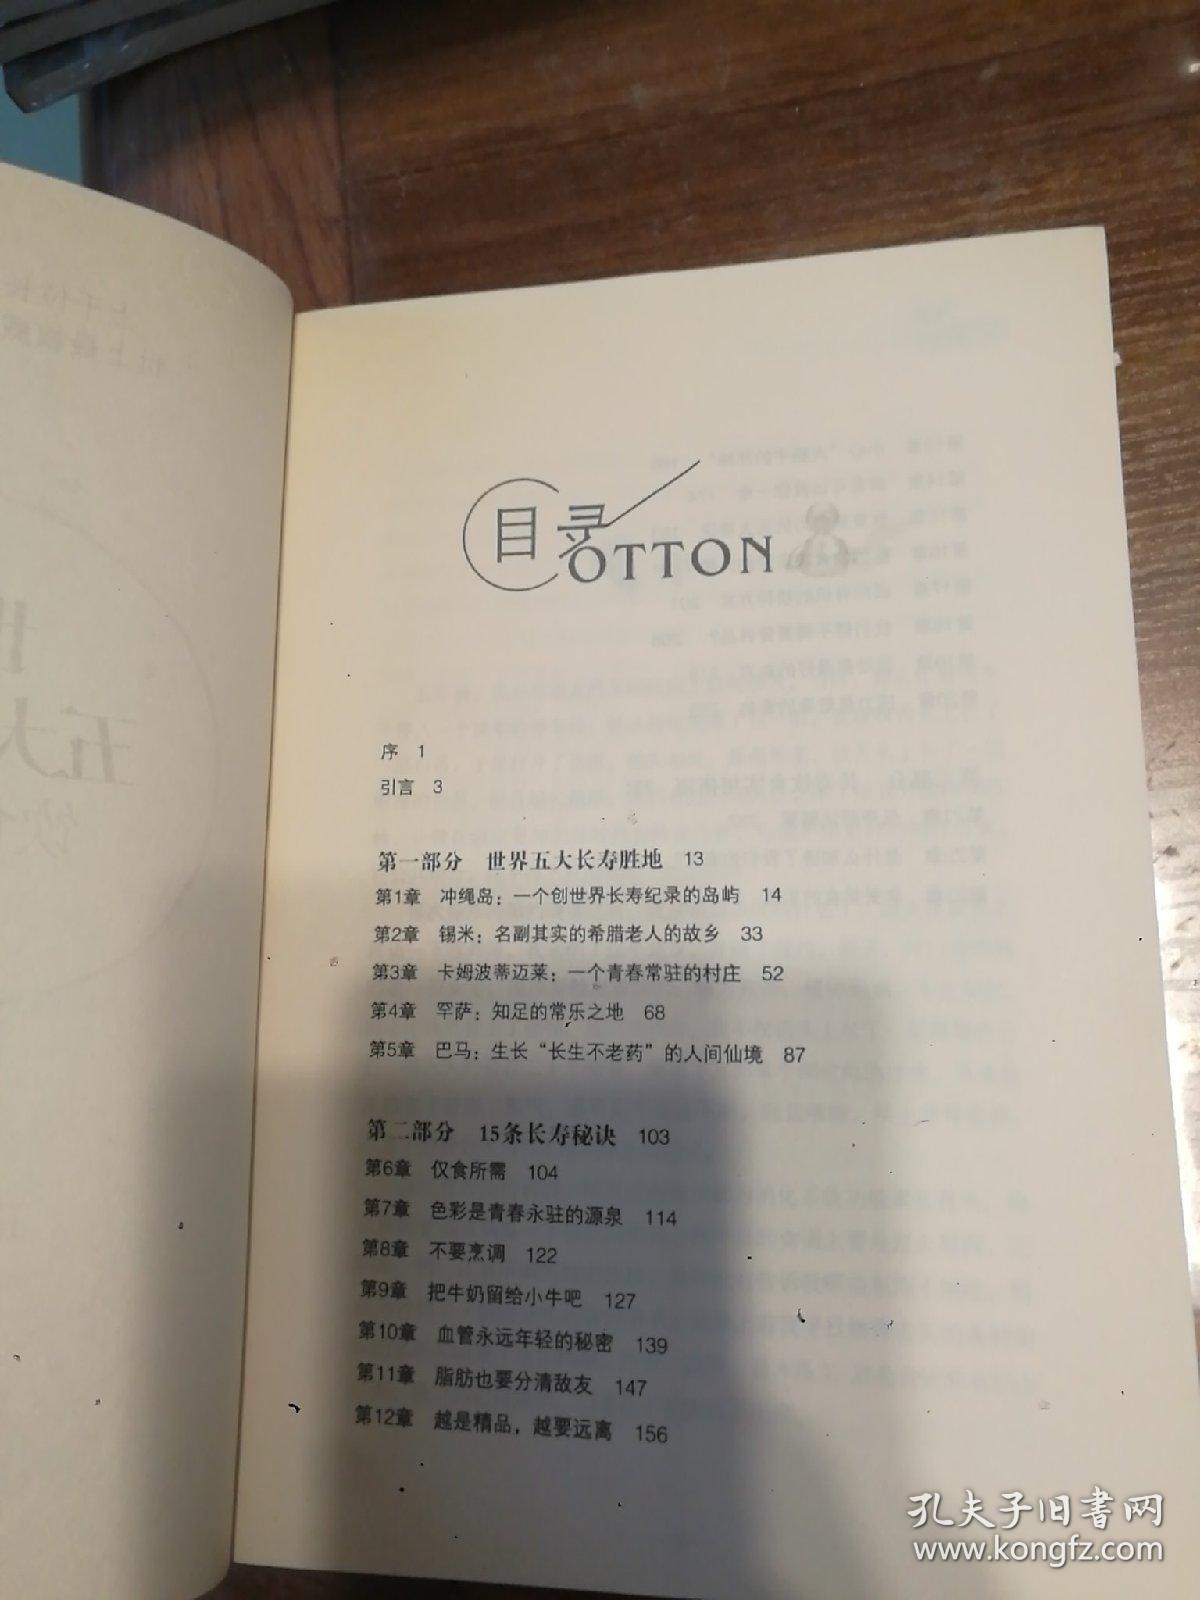 目录
COTTON
序 1
引言 3
第一部分 世界五大长寿胜地 13
第1章 冲绳岛：一个创世界长寿纪录的岛屿 14
第2章 锡米：名副其实的希腊老人的故乡 33
第3章 卡姆波蒂迈莱：一个青春常驻的村庄 52
第4章 罕萨：知足的常乐之地 68
第5章 巴马：生长“长生不老药”的人间仙境 87
第二部分 15条长寿秘诀 103
第6章 仅食所需 104
第7章 色彩是青春永驻的源泉 114
第8章 不要烹调 122
第9章 把牛奶留给小牛吧 127
第10章 血管永远年轻的秘密 139
第11章 脂肪也要分清敌友 147
第12章 越是精品，越要远离 156
孔夫子旧书网
www.kongfz.com